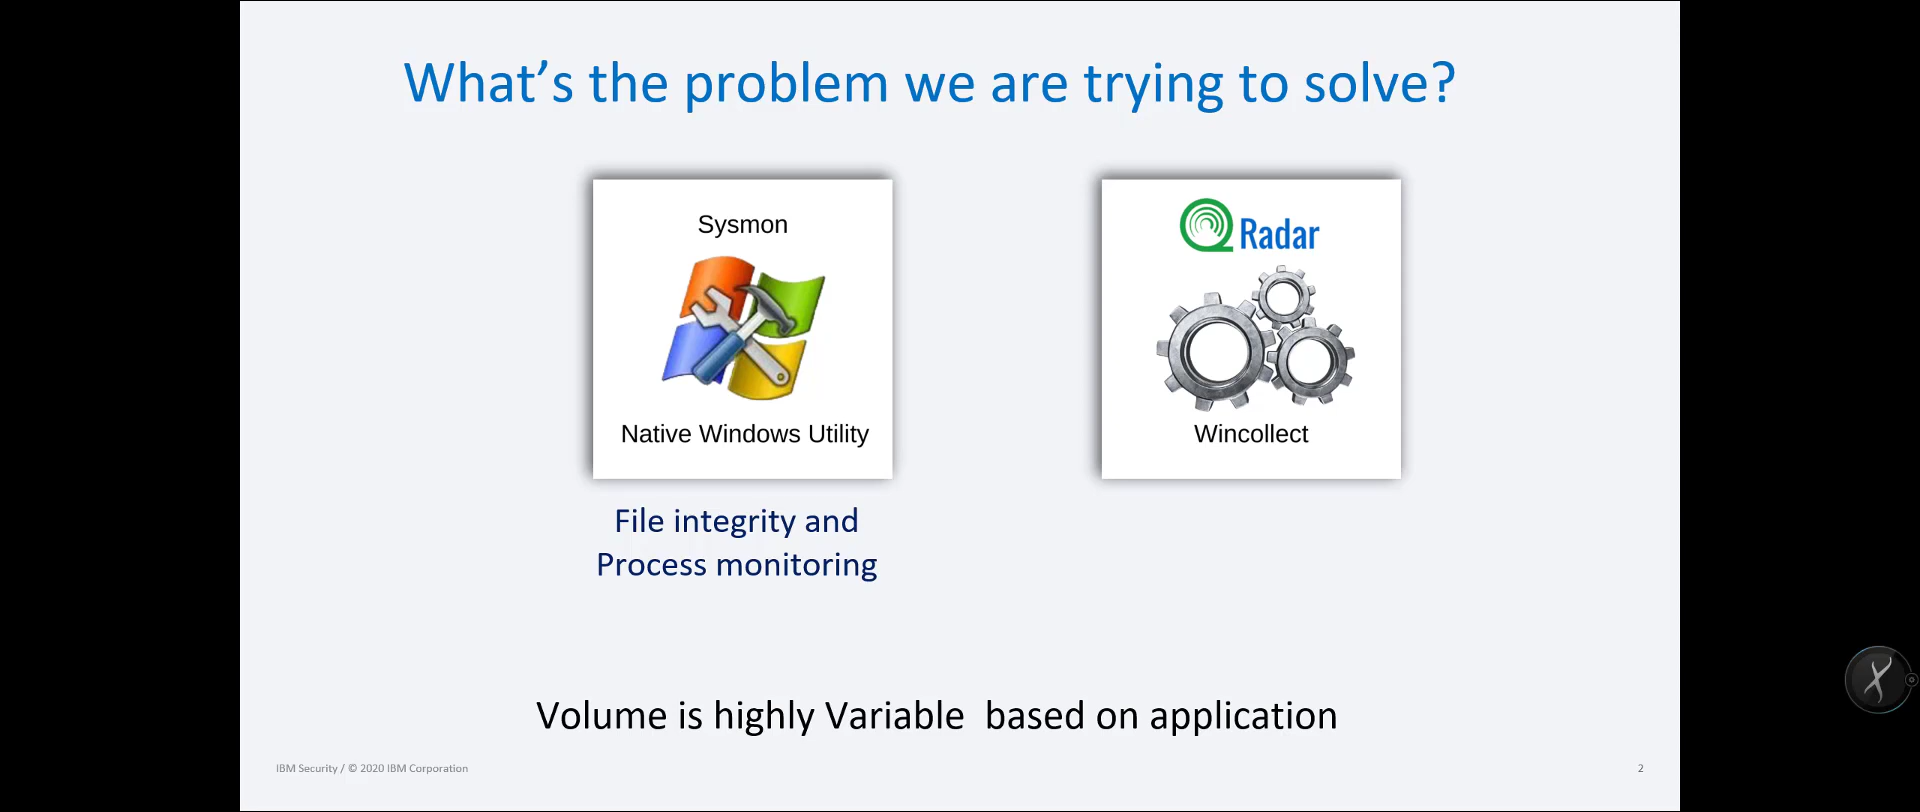 What’s the problem we are trying to solve?
Sysmon
Native Windows Utility
File integrity and
Process monitoring
QRadar
Wincollect
Volume is highly Variable  based on application
IBM Security / © 2020 IBM Corporation
2